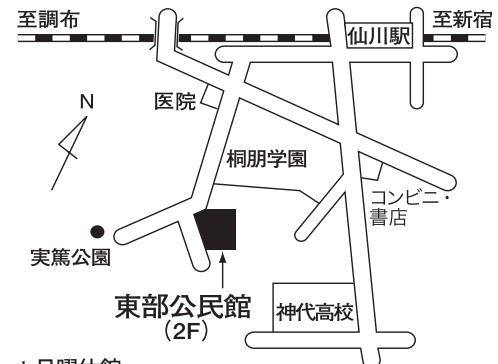 至調布
至新宿
仙川駅
N
医院
桐朋学園
コンビニ・
書店
実篤公園
東部公民館
(2F)
神代高校